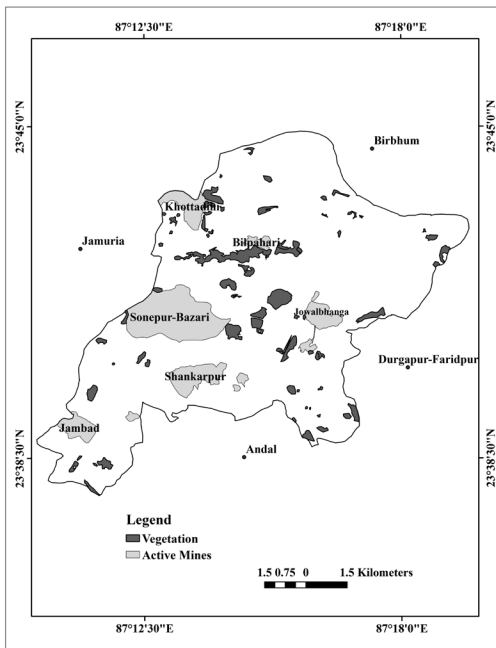 87°12'30"E 87°18'0"E
23°45'0"N 23°45'0"N
Birbhum
Khottadihi
Jamuria
Bilpahari
Sonepur-Bazari
Jowalbhanga
Durgapur-Faridpur
Shankarpur
Jambad
Andal
23°38'30"N 23°38'30"N
Legend
Vegetation
Active Mines
1.5 0.75 0 1.5 Kilometers
87°12'30"E 87°18'0"E